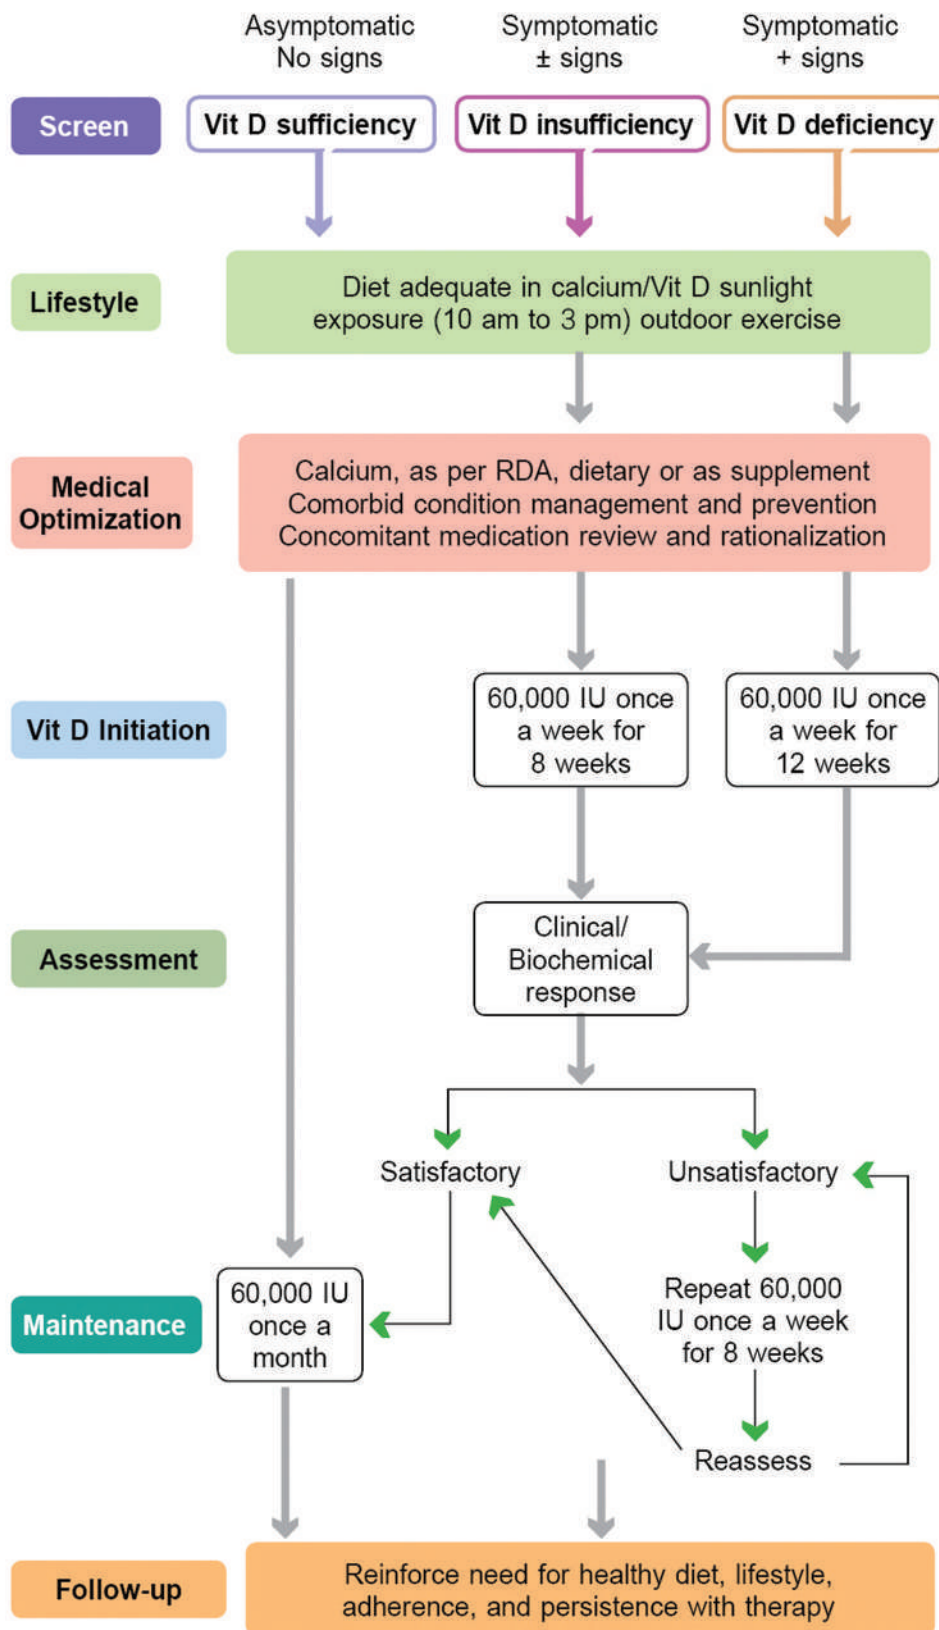 Asymptomatic
No signs
Symptomatic
± signs
Symptomatic
+ signs
Screen
Vit D sufficiency
Vit D insufficiency
Vit D deficiency
Lifestyle
Diet adequate in calcium/Vit D sunlight
exposure (10 am to 3 pm) outdoor exercise
Medical
Optimization
Calcium, as per RDA, dietary or as supplement
Comorbid condition management and prevention
Concomitant medication review and rationalization
Vit D Initiation
60,000 IU once
a week for
8 weeks
60,000 IU once
a week for
12 weeks
Assessment
Clinical/
Biochemical
response
Satisfactory
Unsatisfactory
Maintenance
60,000 IU
once a
month
Repeat 60,000
IU once a week
for 8 weeks
Reassess
Follow-up
Reinforce need for healthy diet, lifestyle,
adherence, and persistence with therapy